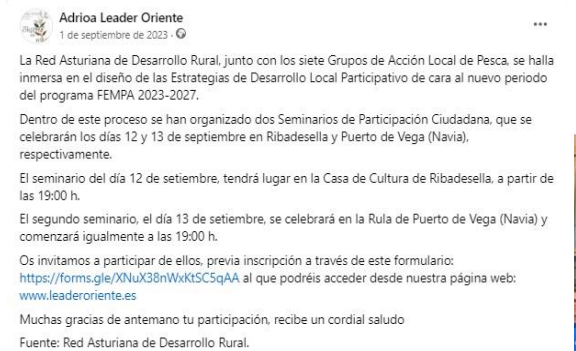 Adrioa Leader Oriente
1 de septiembre de 2023 ·
La Red Asturiana de Desarrollo Rural, junto con los siete Grupos de Acción Local de Pesca, se halla
inmersa en el diseño de las Estrategias de Desarrollo Local Participativo de cara al nuevo periodo
del programa FEMPA 2023-2027.
Dentro de este proceso se han organizado dos Seminarios de Participación Ciudadana, que se
celebrarán los días 12 y 13 de septiembre en Ribadesella y Puerto de Vega (Navia),
respectivamente.
El seminario del día 12 de setiembre, tendrá lugar en la Casa de Cultura de Ribadesella, a partir de
las 19:00 h.
El segundo seminario, el día 13 de setiembre, se celebrará en la Rula de Puerto de Vega (Navia) y
comenzará igualmente a las 19:00 h.
Os invitamos a participar de ellos, previa inscripción a través de este formulario:
https://forms.gle/XNuX38nWxKtSC5qAA al que podréis acceder desde nuestra página web:
www.leaderoriente.es
Muchas gracias de antemano tu participación, recibe un cordial saludo
Fuente: Red Asturiana de Desarrollo Rural.